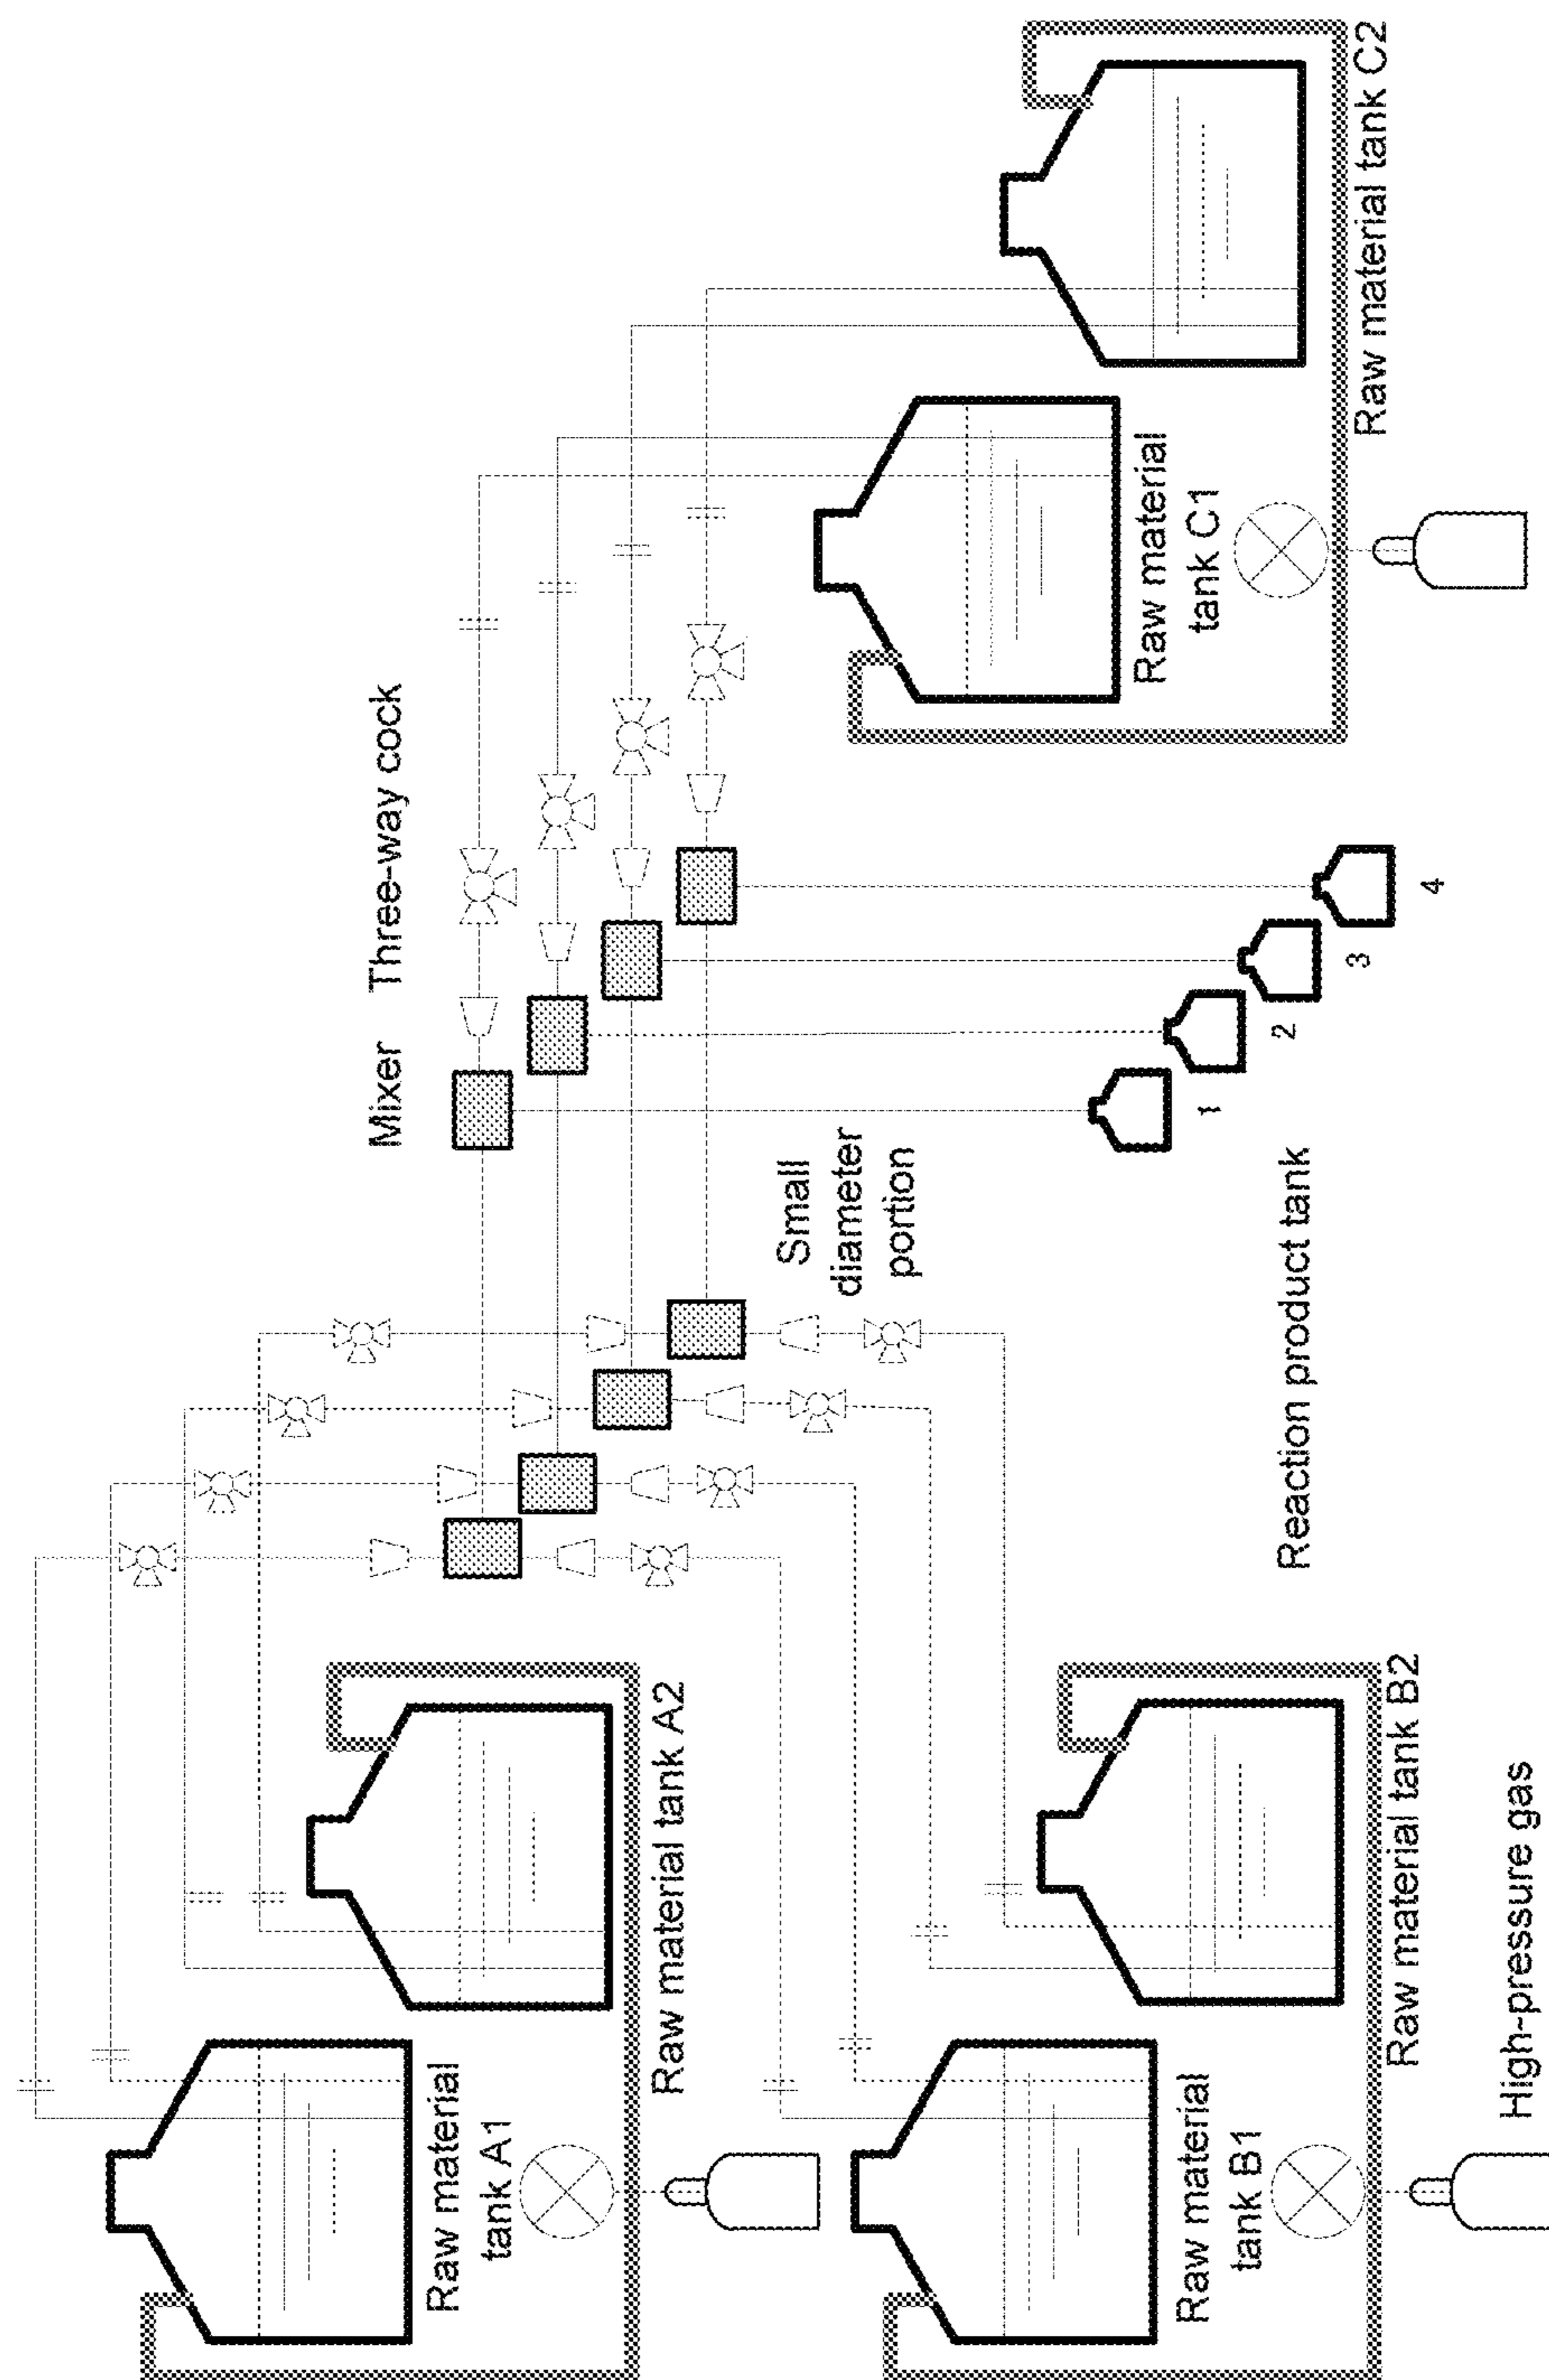 Mixer
Three-way cock
Raw material
tank A1
Raw material tank A2
Small
diameter
portion
Raw material
tank C1
Raw material tank C2
Raw material
tank B1
Raw material tank B2
Reaction product tank
1
2
3
4
High-pressure gas